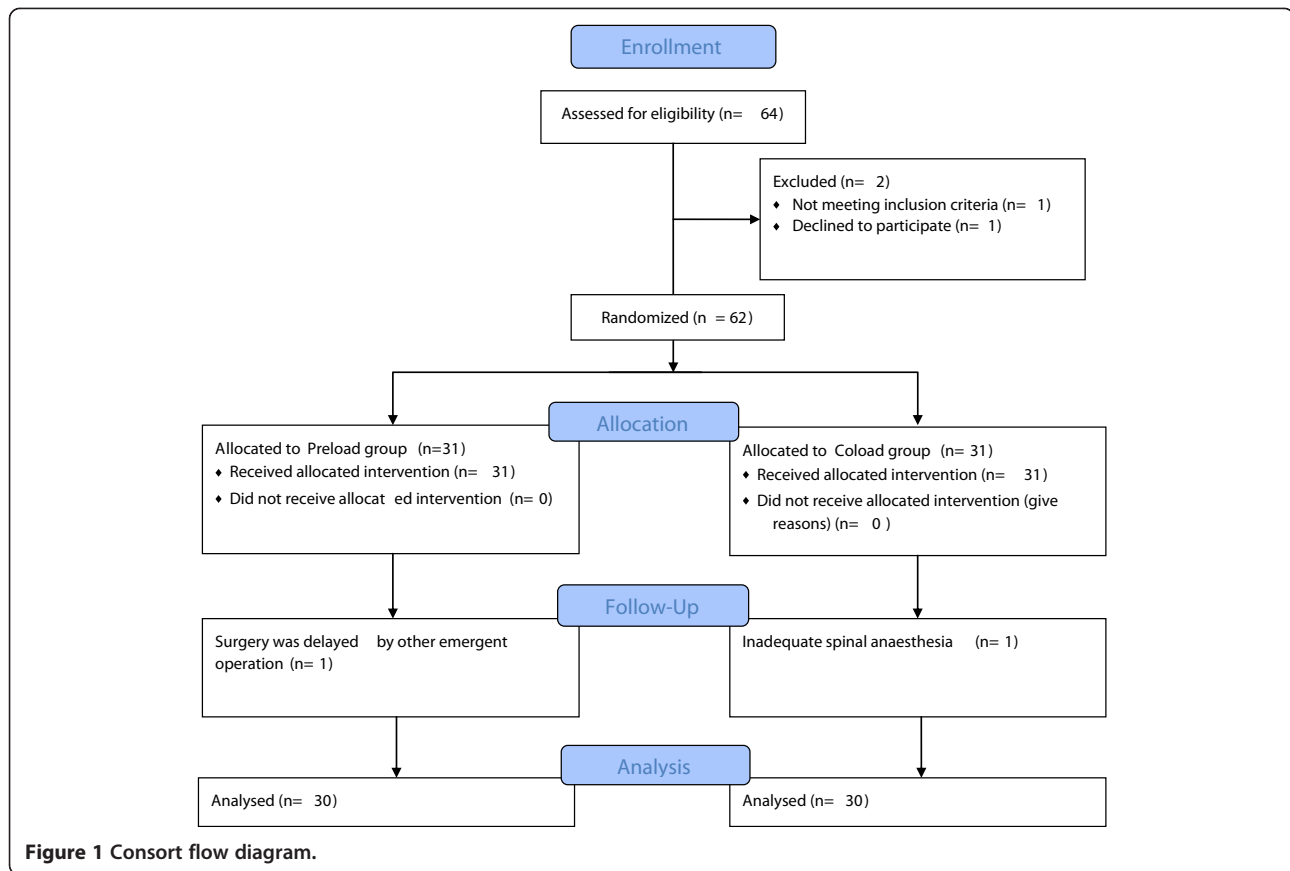 Enrollment
Assessed for eligibility (n= 64)
Excluded (n= 2)
♦ Not meeting inclusion criteria (n= 1)
♦ Declined to participate (n= 1)
Randomized (n = 62)
Allocation
Allocated to Preload group (n=31)
♦ Received allocated intervention (n= 31)
♦ Did not receive allocat ed intervention (n= 0)
Allocated to Coload group (n= 31)
♦ Received allocated intervention (n= 31)
♦ Did not receive allocated intervention (give
reasons) (n= 0 )
Follow-Up
Surgery was delayed by other emergent
operation (n= 1)
Inadequate spinal anaesthesia (n= 1)
Analysis
Analysed (n= 30)
Analysed (n= 30)
Figure 1 Consort flow diagram.